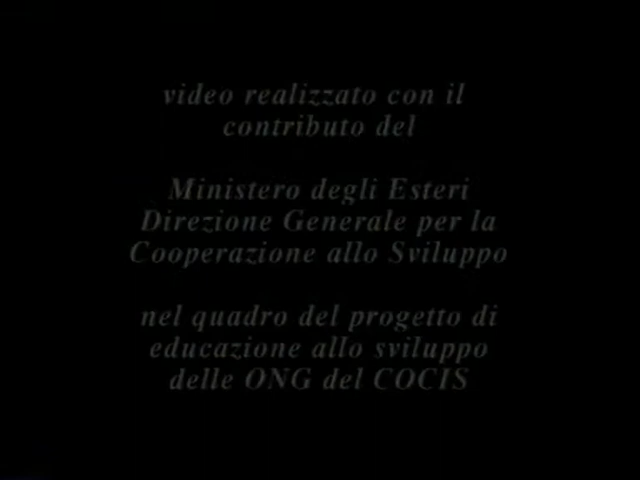 video realizzato con il
contributo del
Ministero degli Esteri
Direzione Generale per la
Cooperazione allo Sviluppo
nel quadro del progetto di
educazione allo sviluppo
delle ONG del COCIS